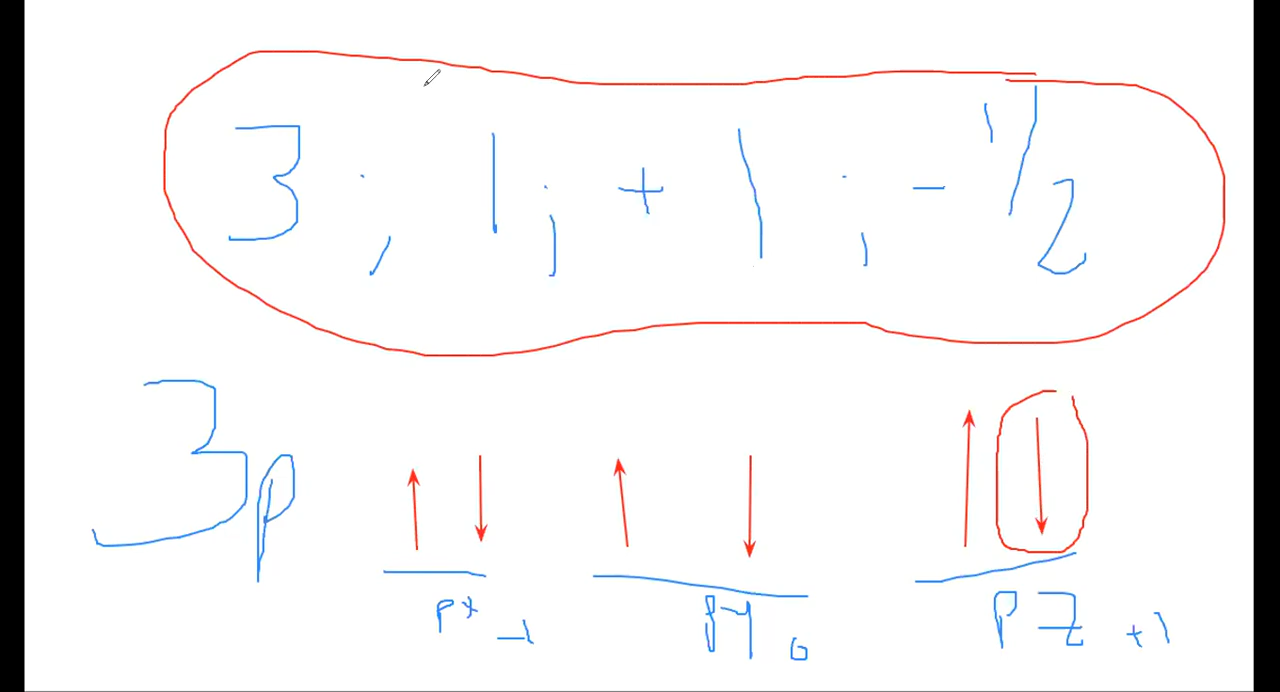 3 ; 1 ; + 1 ; - 1/2
3p
px -1 py 0 pz +1